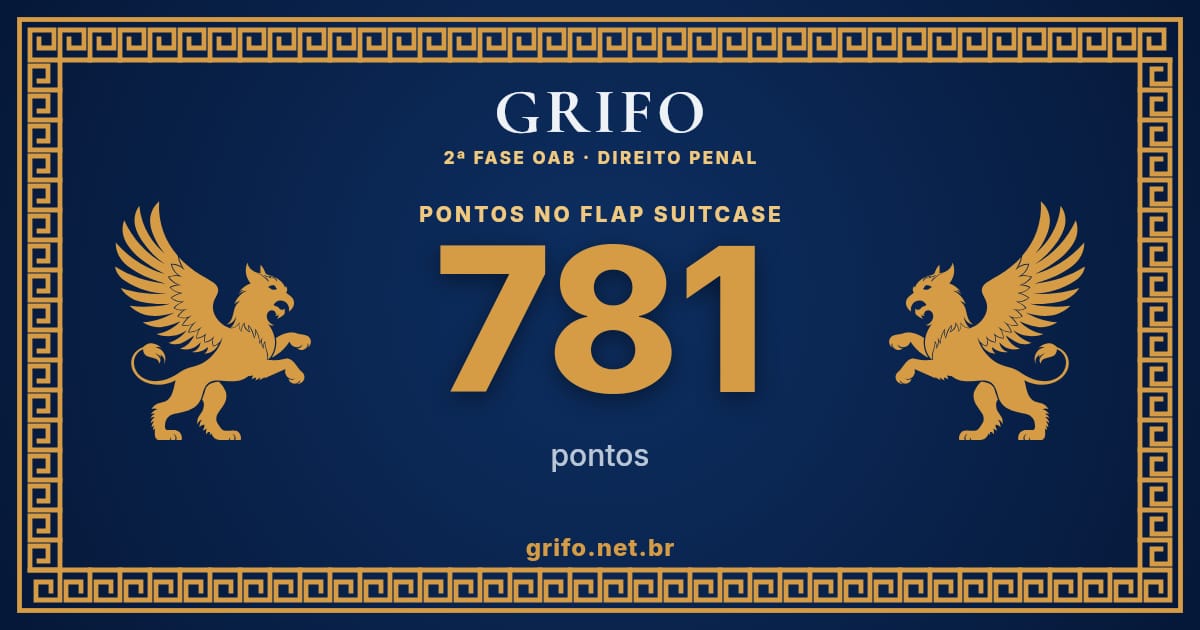 GRIFO
2ª FASE OAB · DIREITO PENAL
PONTOS NO FLAP SUITCASE
781
pontos
grifo.net.br